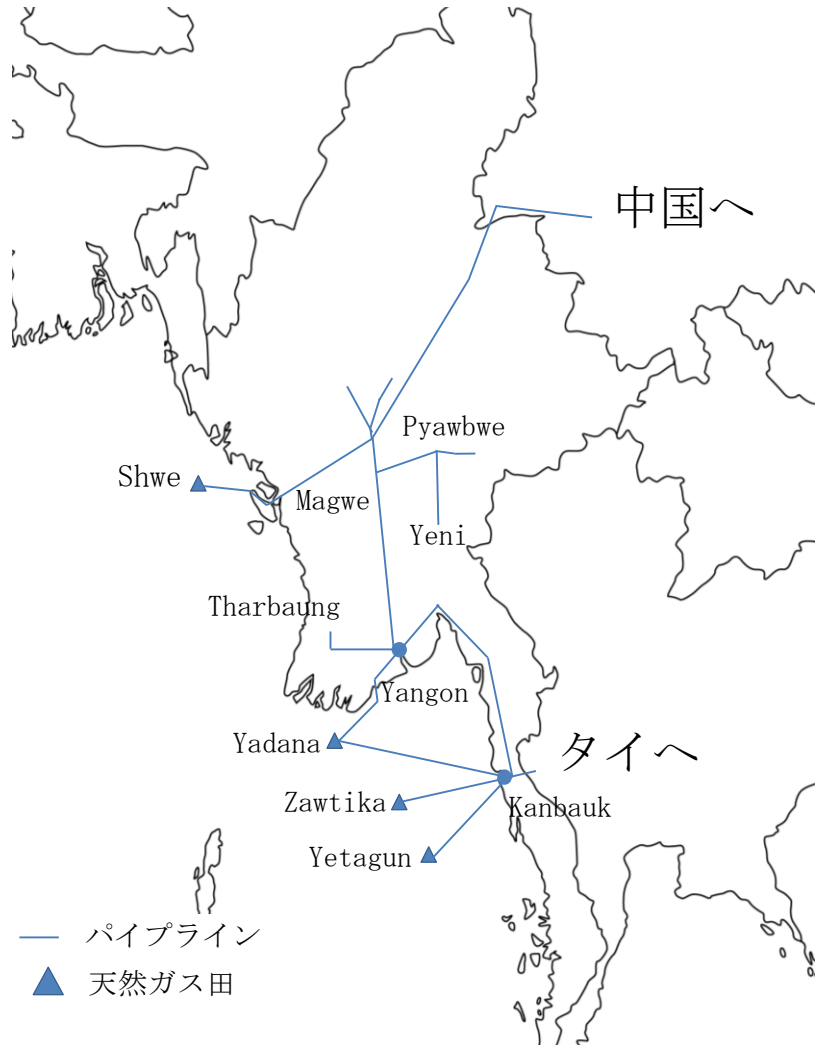 中国へ
Pyawbwe
Shwe
Magwe
Yeni
Tharbaung
Yangon
Yadana
タイへ
Zawtika
Kanbauk
Yetagun
パイプライン
天然ガス田